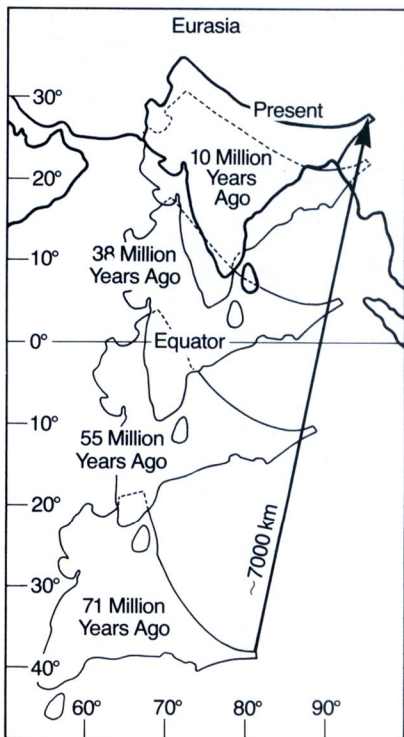 Eurasia
30°
Present
10 Million
Years
Ago
20°
10°
38 Million
Years Ago
0°
Equator
10°
55 Million
Years Ago
20°
~7000 km
30°
71 Million
Years Ago
40°
60° 70° 80° 90°